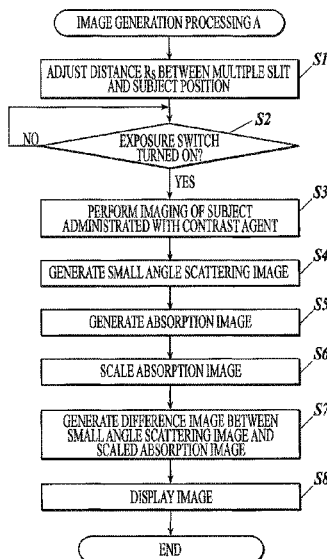 IMAGE GENERATION PROCESSING A
S1
ADJUST DISTANCE RS BETWEEN MULTIPLE SLIT
AND SUBJECT POSITION
S2
NO
EXPOSURE SWITCH
TURNED ON?
YES
S3
PERFORM IMAGING OF SUBJECT
ADMINISTRATED WITH CONTRAST AGENT
S4
GENERATE SMALL ANGLE SCATTERING IMAGE
S5
GENERATE ABSORPTION IMAGE
S6
SCALE ABSORPTION IMAGE
S7
GENERATE DIFFERENCE IMAGE BETWEEN
SMALL ANGLE SCATTERING IMAGE AND
SCALED ABSORPTION IMAGE
S8
DISPLAY IMAGE
END